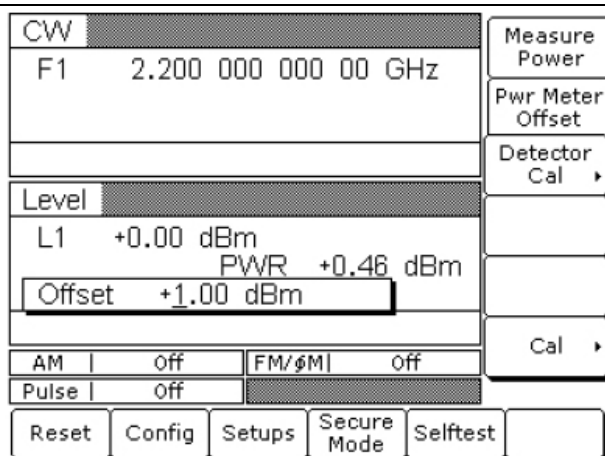 CW
F1 2.200 000 000 00 GHz
Level
L1 +0.00 dBm
PWR +0.46 dBm
Offset +1.00 dBm
AM | Off
FM/ϕM| Off
Pulse | Off
Measure
Power
Pwr Meter
Offset
Detector
Cal ▸
Cal ▸
Reset
Config
Setups
Secure
Mode
Selftest